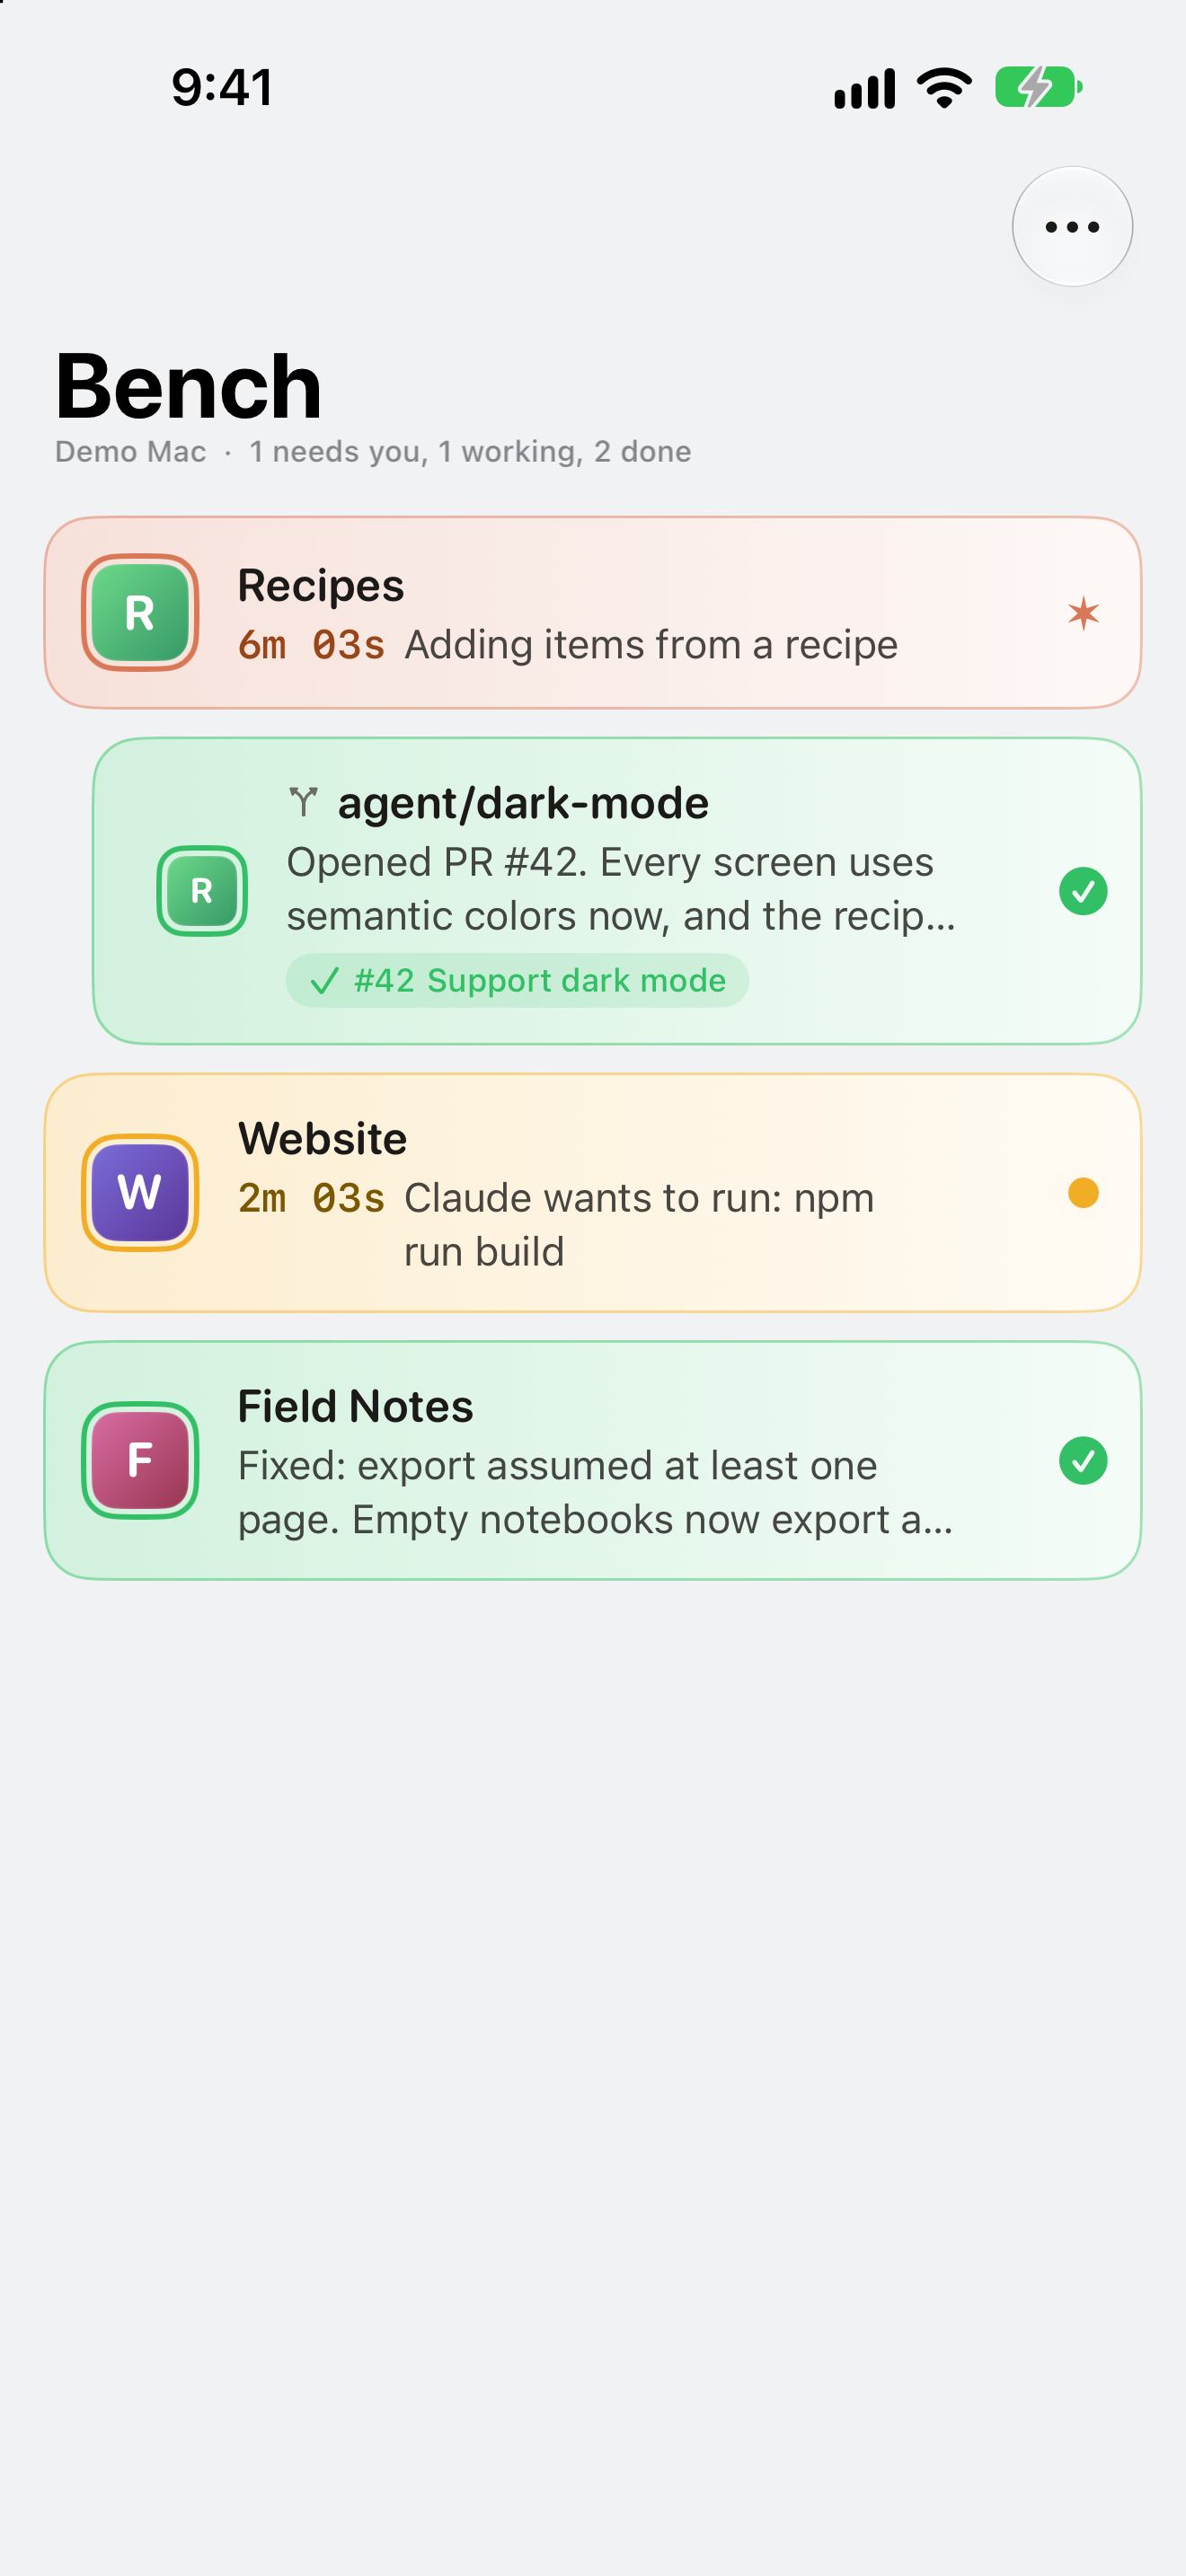 9:41
Bench
Demo Mac · 1 needs you, 1 working, 2 done
R
Recipes
6m 03s Adding items from a recipe
agent/dark-mode
R
Opened PR #42. Every screen uses
semantic colors now, and the recip...
#42 Support dark mode
Website
W
2m 03s Claude wants to run: npm
run build
Field Notes
F
Fixed: export assumed at least one
page. Empty notebooks now export a...